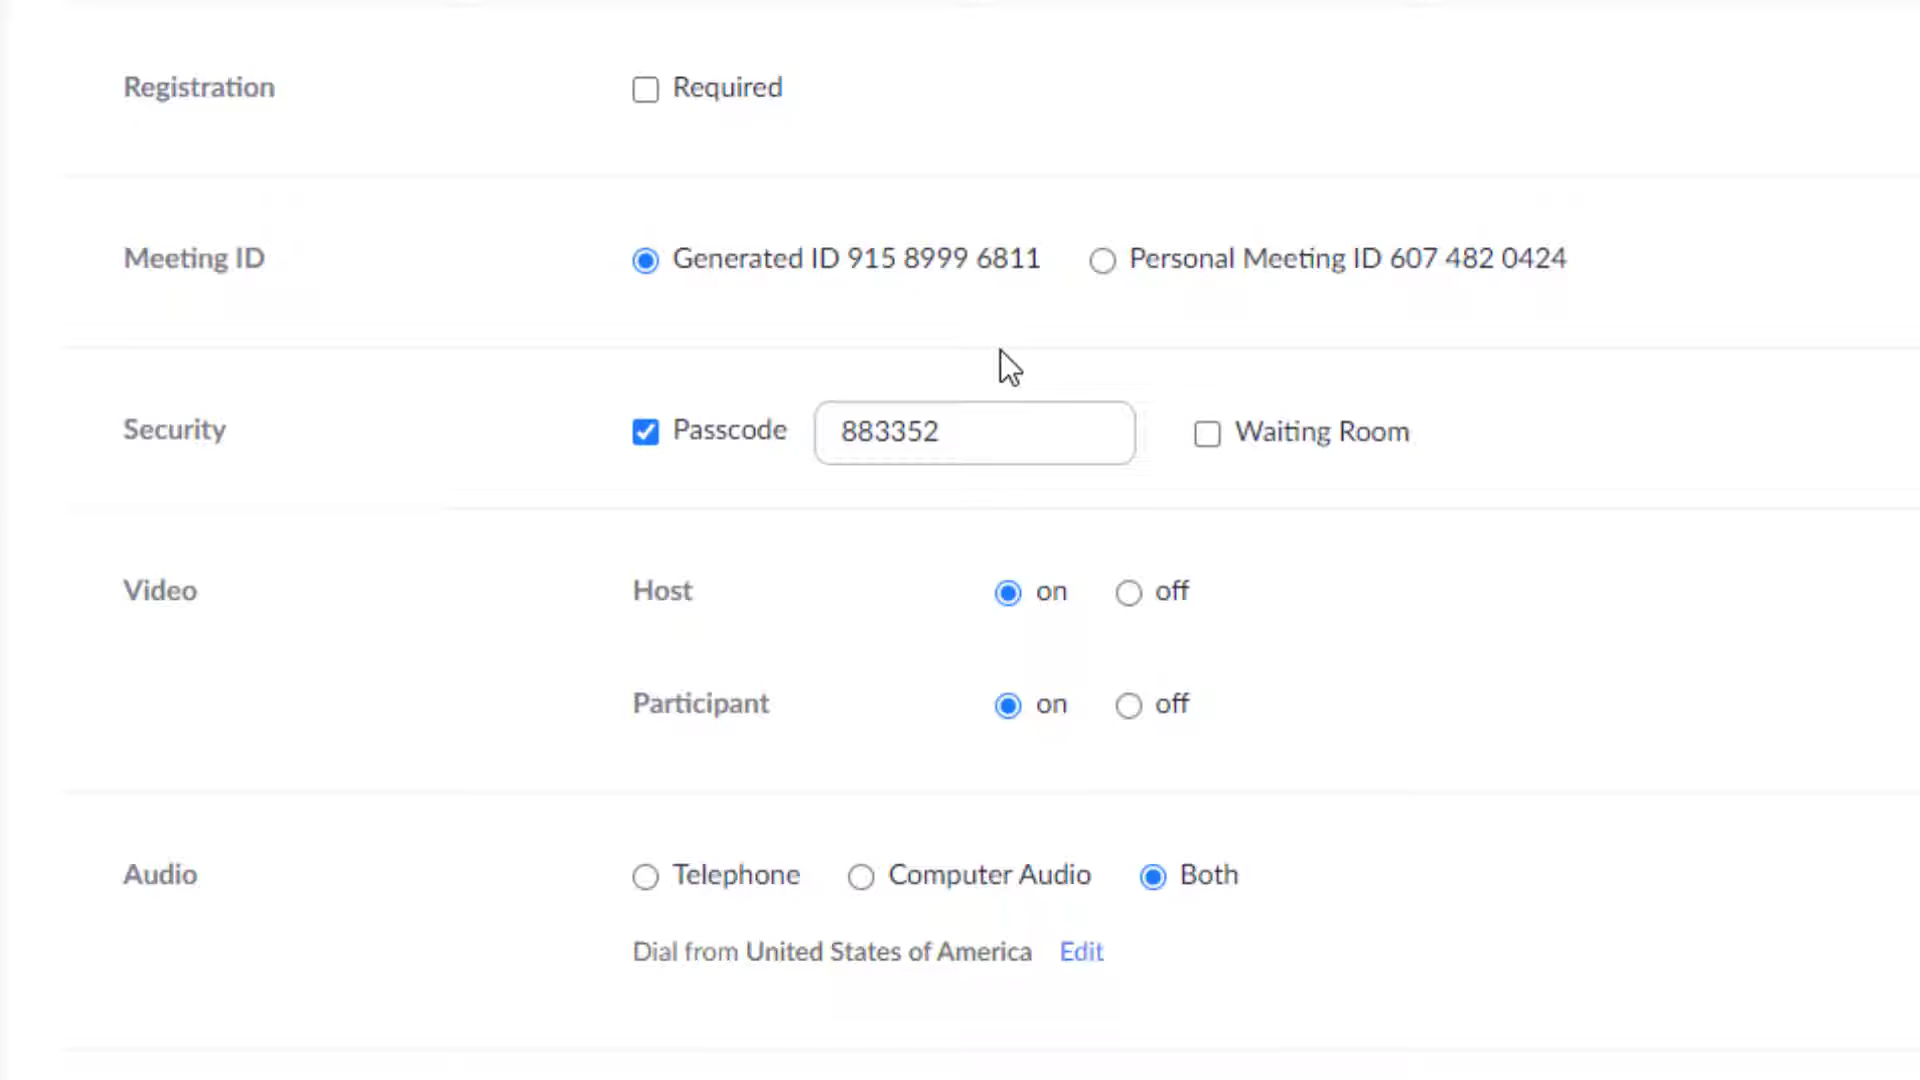 Registration Required
Meeting ID Generated ID 915 8999 6811 Personal Meeting ID 607 482 0424
Security Passcode 883352 Waiting Room
Video Host on off
Participant on off
Audio Telephone Computer Audio Both
Dial from United States of America Edit